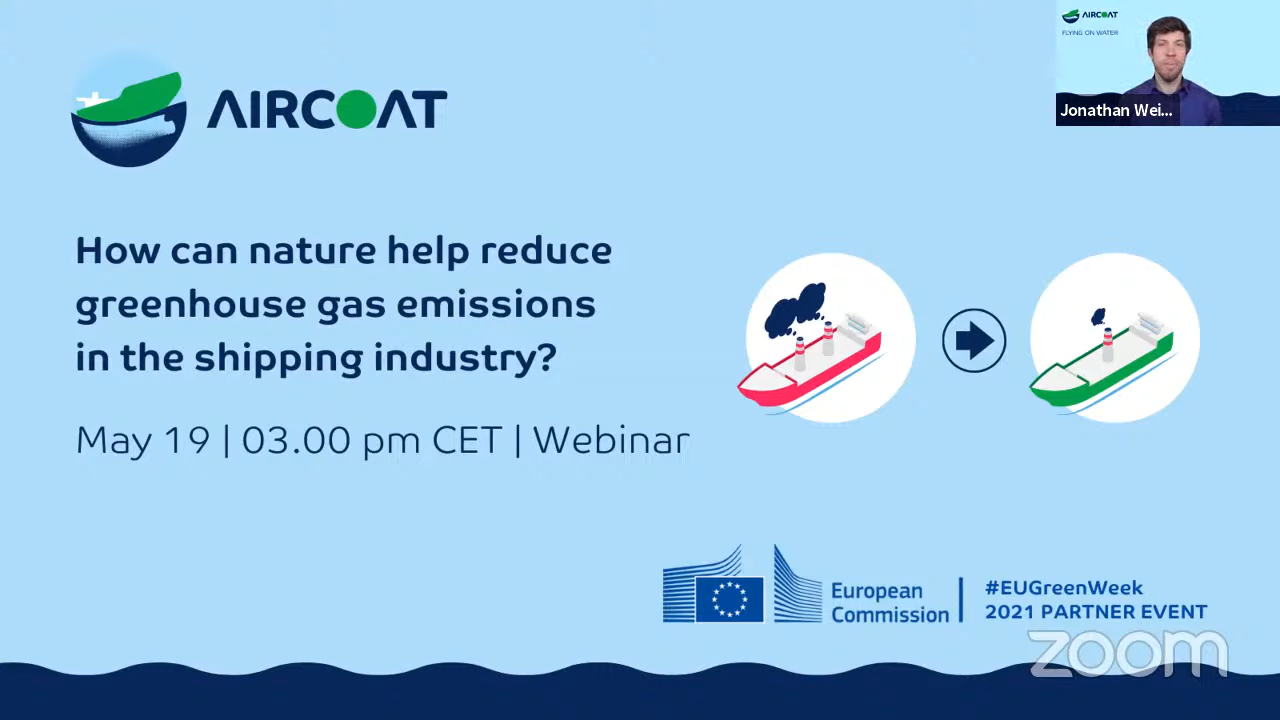 AIRCOAT
How can nature help reduce
greenhouse gas emissions
in the shipping industry?
May 19 | 03.00 pm CET | Webinar
AIRCOAT
FLYING ON WATER
Jonathan Wei...
European
Commission
#EUGreenWeek
2021 PARTNER EVENT
zoom